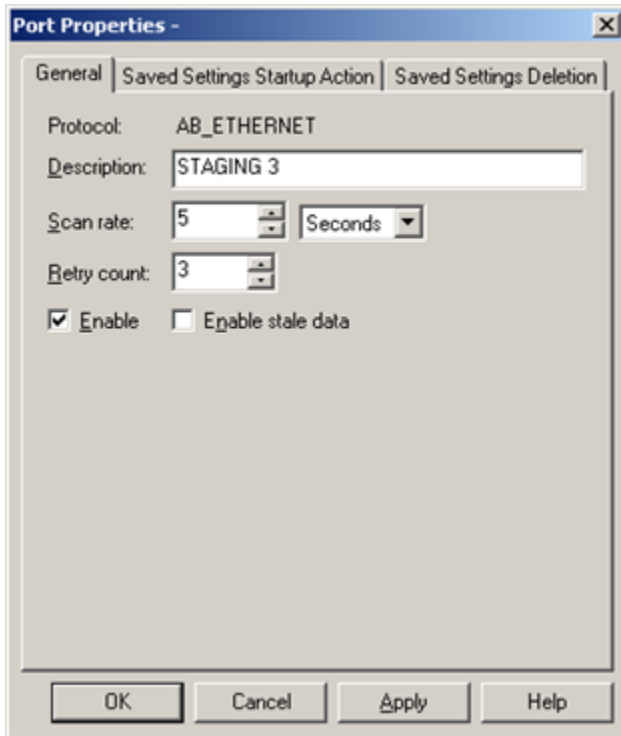 Port Properties -
General Saved Settings Startup Action Saved Settings Deletion
Protocol: AB_ETHERNET
Description: STAGING 3
Scan rate: 5 Seconds
Retry count: 3
Enable Enable stale data
OK Cancel Apply Help